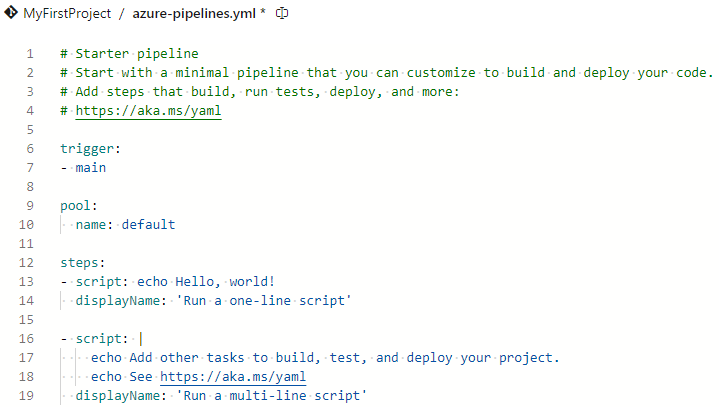 MyFirstProject / azure-pipelines.yml *
1 # Starter pipeline
2 # Start with a minimal pipeline that you can customize to build and deploy your code.
3 # Add steps that build, run tests, deploy, and more:
4 # https://aka.ms/yaml
5
6 trigger:
7 - main
8
9 pool:
10   name: default
11
12 steps:
13 - script: echo Hello, world!
14   displayName: 'Run a one-line script'
15
16 - script: |
17     echo Add other tasks to build, test, and deploy your project.
18     echo See https://aka.ms/yaml
19   displayName: 'Run a multi-line script'